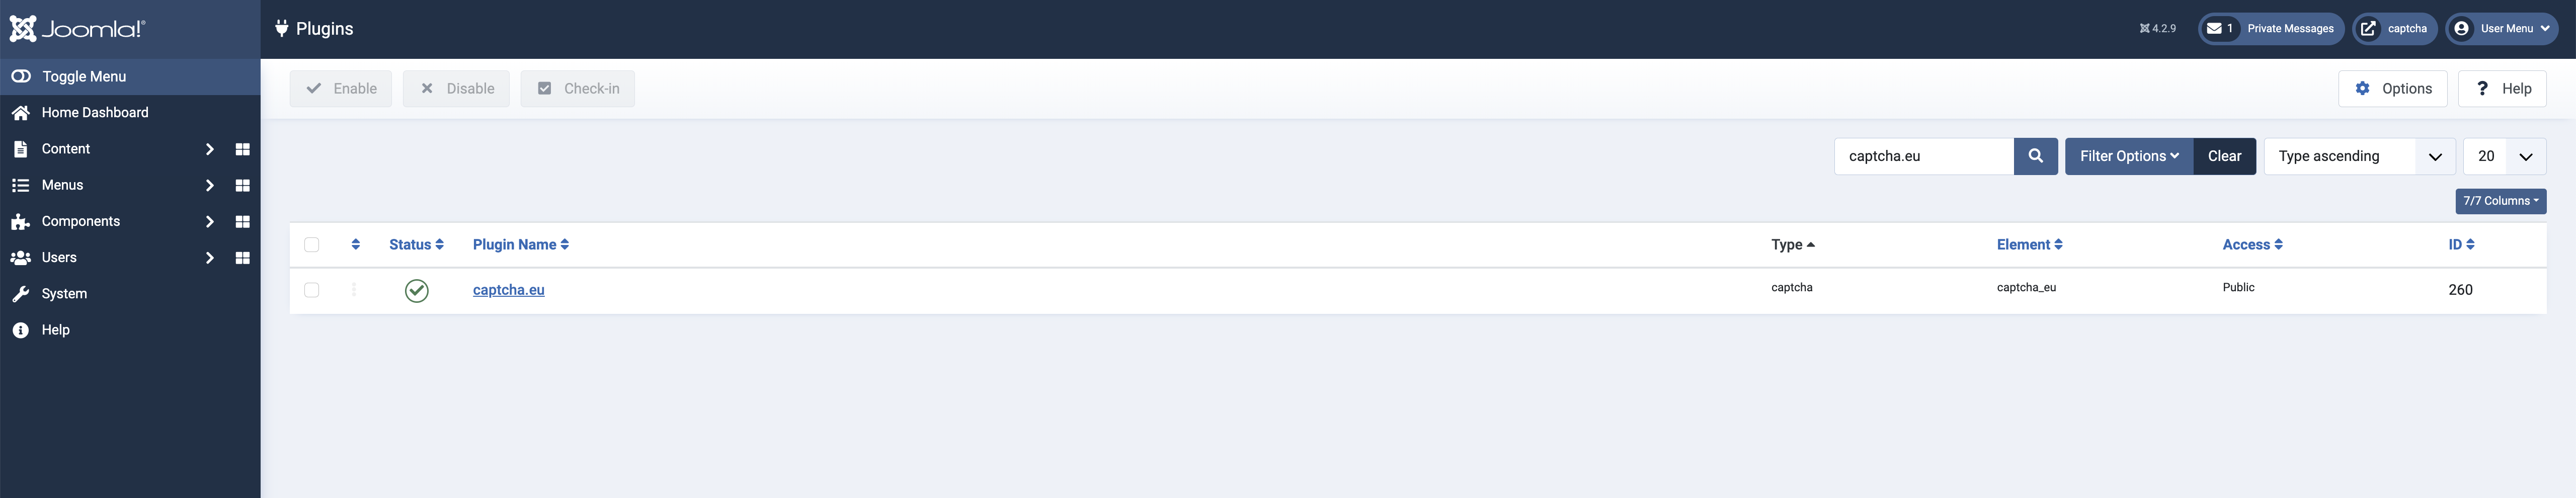 Joomla!®
Plugins
4.2.9
1 Private Messages
captcha
User Menu
Toggle Menu
Enable
Disable
Check-in
Options
? Help
Home Dashboard
Content
Menus
Components
Users
System
Help
captcha.eu
Filter Options
Clear
Type ascending
20
7/7 Columns
Status Plugin Name Type Element Access ID
captcha.eu captcha captcha_eu Public 260